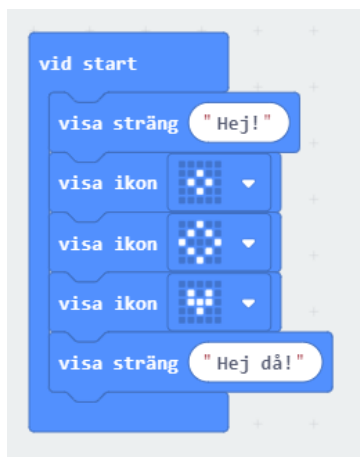 vid start
visa sträng "Hej!"
visa ikon
visa ikon
visa ikon
visa sträng "Hej då!"